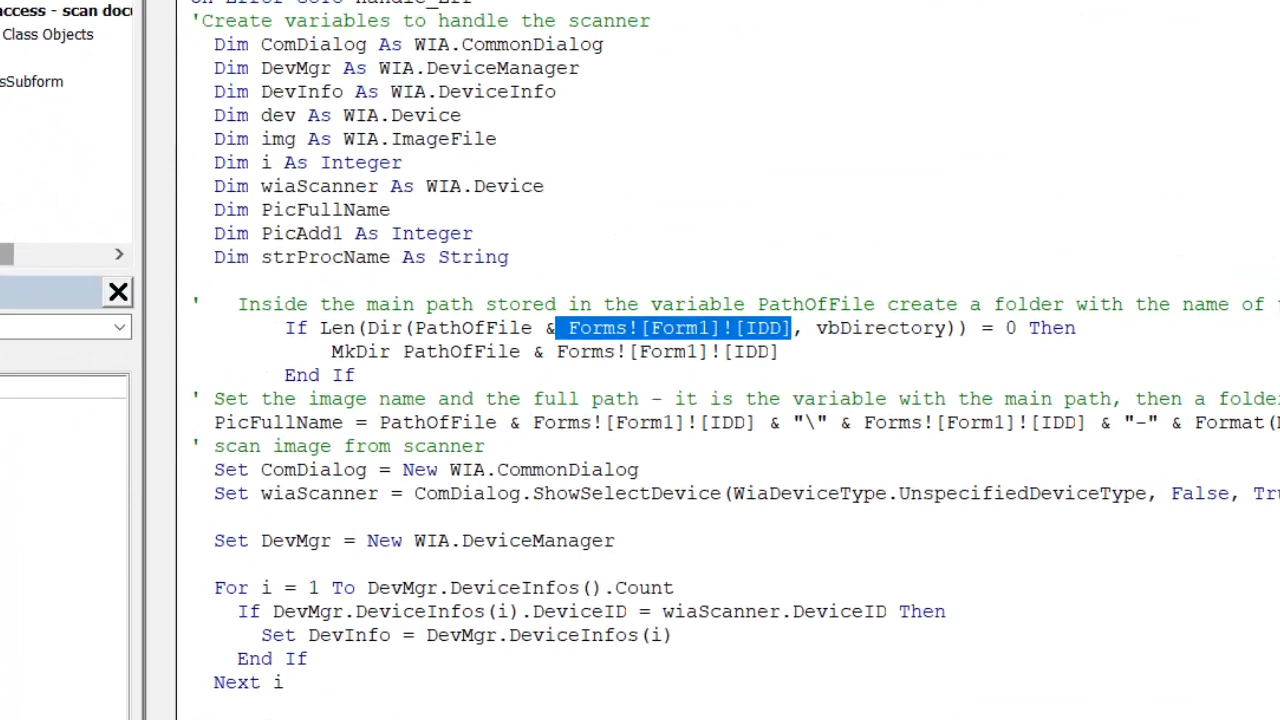 access - scan docu
Class Objects
sSubform
'Create variables to handle the scanner
Dim ComDialog As WIA.CommonDialog
Dim DevMgr As WIA.DeviceManager
Dim DevInfo As WIA.DeviceInfo
Dim dev As WIA.Device
Dim img As WIA.ImageFile
Dim i As Integer
Dim wiaScanner As WIA.Device
Dim PicFullName
Dim PicAdd1 As Integer
Dim strProcName As String
' Inside the main path stored in the variable PathOfFile create a folder with the name of
If Len(Dir(PathOfFile & Forms![Form1]![IDD], vbDirectory)) = 0 Then
MkDir PathOfFile & Forms![Form1]![IDD]
End If
' Set the image name and the full path - it is the variable with the main path, then a folde
PicFullName = PathOfFile & Forms![Form1]![IDD] & "\" & Forms![Form1]![IDD] & "-" & Format(
' scan image from scanner
Set ComDialog = New WIA.CommonDialog
Set wiaScanner = ComDialog.ShowSelectDevice(WiaDeviceType.UnspecifiedDeviceType, False, Tru
Set DevMgr = New WIA.DeviceManager
For i = 1 To DevMgr.DeviceInfos().Count
If DevMgr.DeviceInfos(i).DeviceID = wiaScanner.DeviceID Then
Set DevInfo = DevMgr.DeviceInfos(i)
End If
Next i